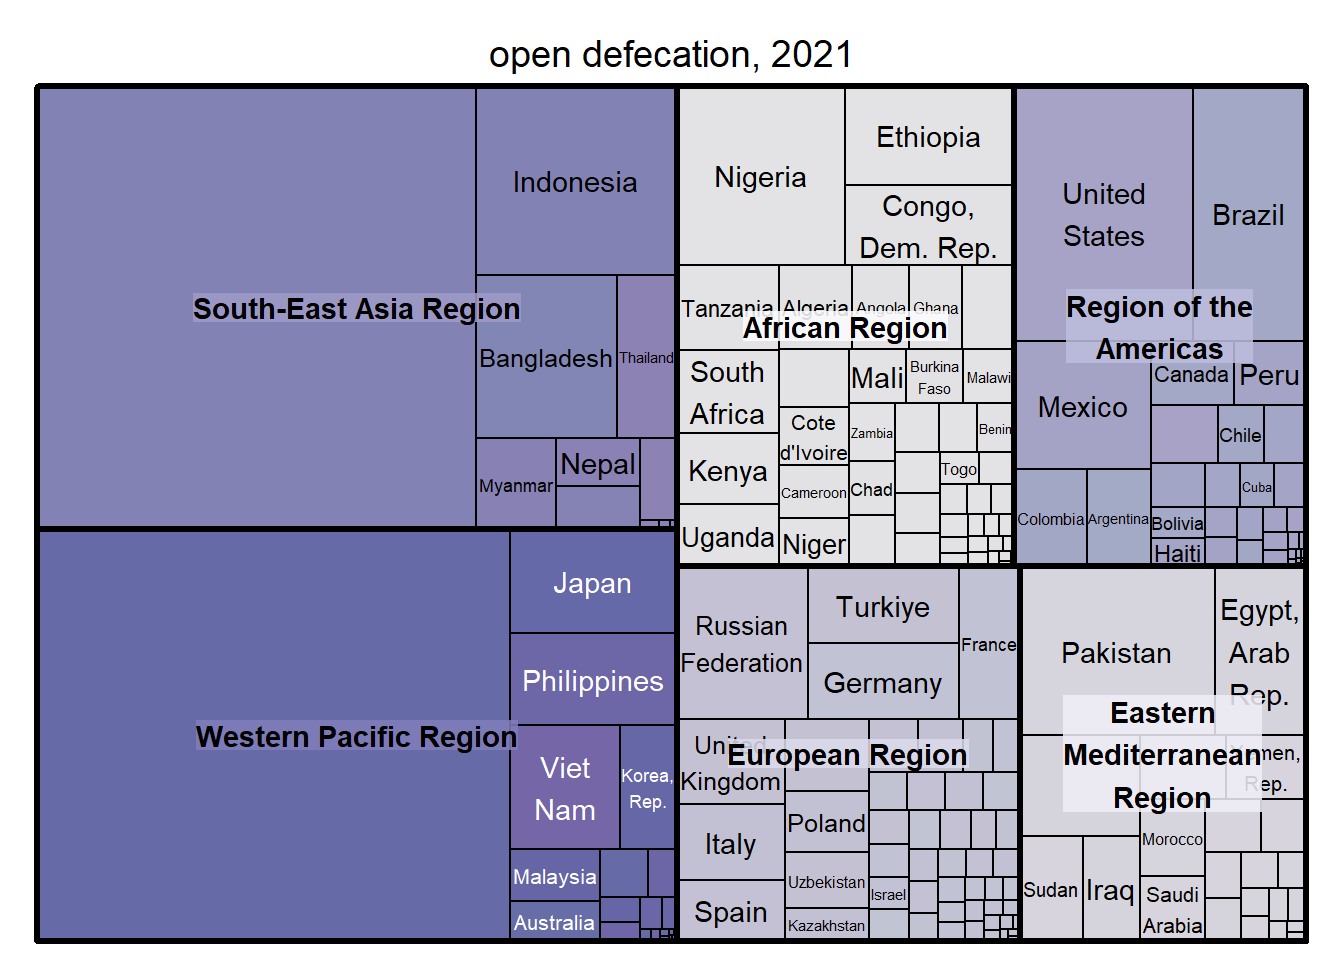 open defecation, 2021
Indonesia
South-East Asia Region
Bangladesh
Thailand
Myanmar
Nepal
Nigeria
Ethiopia
Congo,
Dem. Rep.
Tanzania
Algeria
Angola
Ghana
African Region
South
Africa
Mali
Burkina
Faso
Malawi
Cote
d'Ivoire
Zambia
Benin
Kenya
Cameroon
Chad
Togo
Uganda
Niger
United
States
Brazil
Region of the
Americas
Mexico
Canada
Peru
Chile
Cuba
Colombia
Argentina
Bolivia
Haiti
Japan
Philippines
Western Pacific Region
Viet
Nam
Korea,
Rep.
Malaysia
Australia
Russian
Federation
Turkiye
Germany
France
United
Kingdom
European Region
Italy
Poland
Spain
Uzbekistan
Kazakhstan
Israel
Pakistan
Egypt,
Arab
Rep.
Eastern
Mediterranean
Region
Yemen,
Rep.
Morocco
Sudan
Iraq
Saudi
Arabia